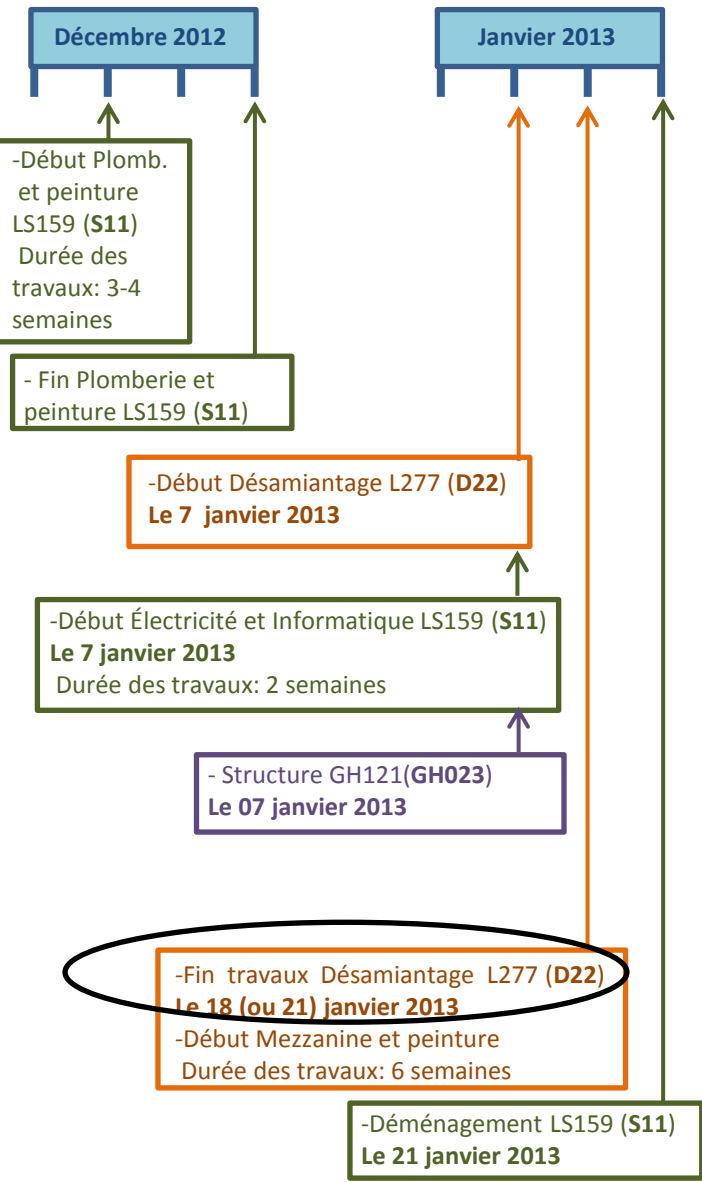 Décembre 2012
Janvier 2013
-Début Plomb.
et peinture
LS159 (S11)
Durée des
travaux: 3-4
semaines
- Fin Plomberie et
peinture LS159 (S11)
-Début Désamiantage L277 (D22)
Le 7 janvier 2013
-Début Électricité et Informatique LS159 (S11)
Le 7 janvier 2013
Durée des travaux: 2 semaines
- Structure GH121(GH023)
Le 07 janvier 2013
-Fin travaux Désamiantage L277 (D22)
Le 18 (ou 21) janvier 2013
-Début Mezzanine et peinture
Durée des travaux: 6 semaines
-Déménagement LS159 (S11)
Le 21 janvier 2013